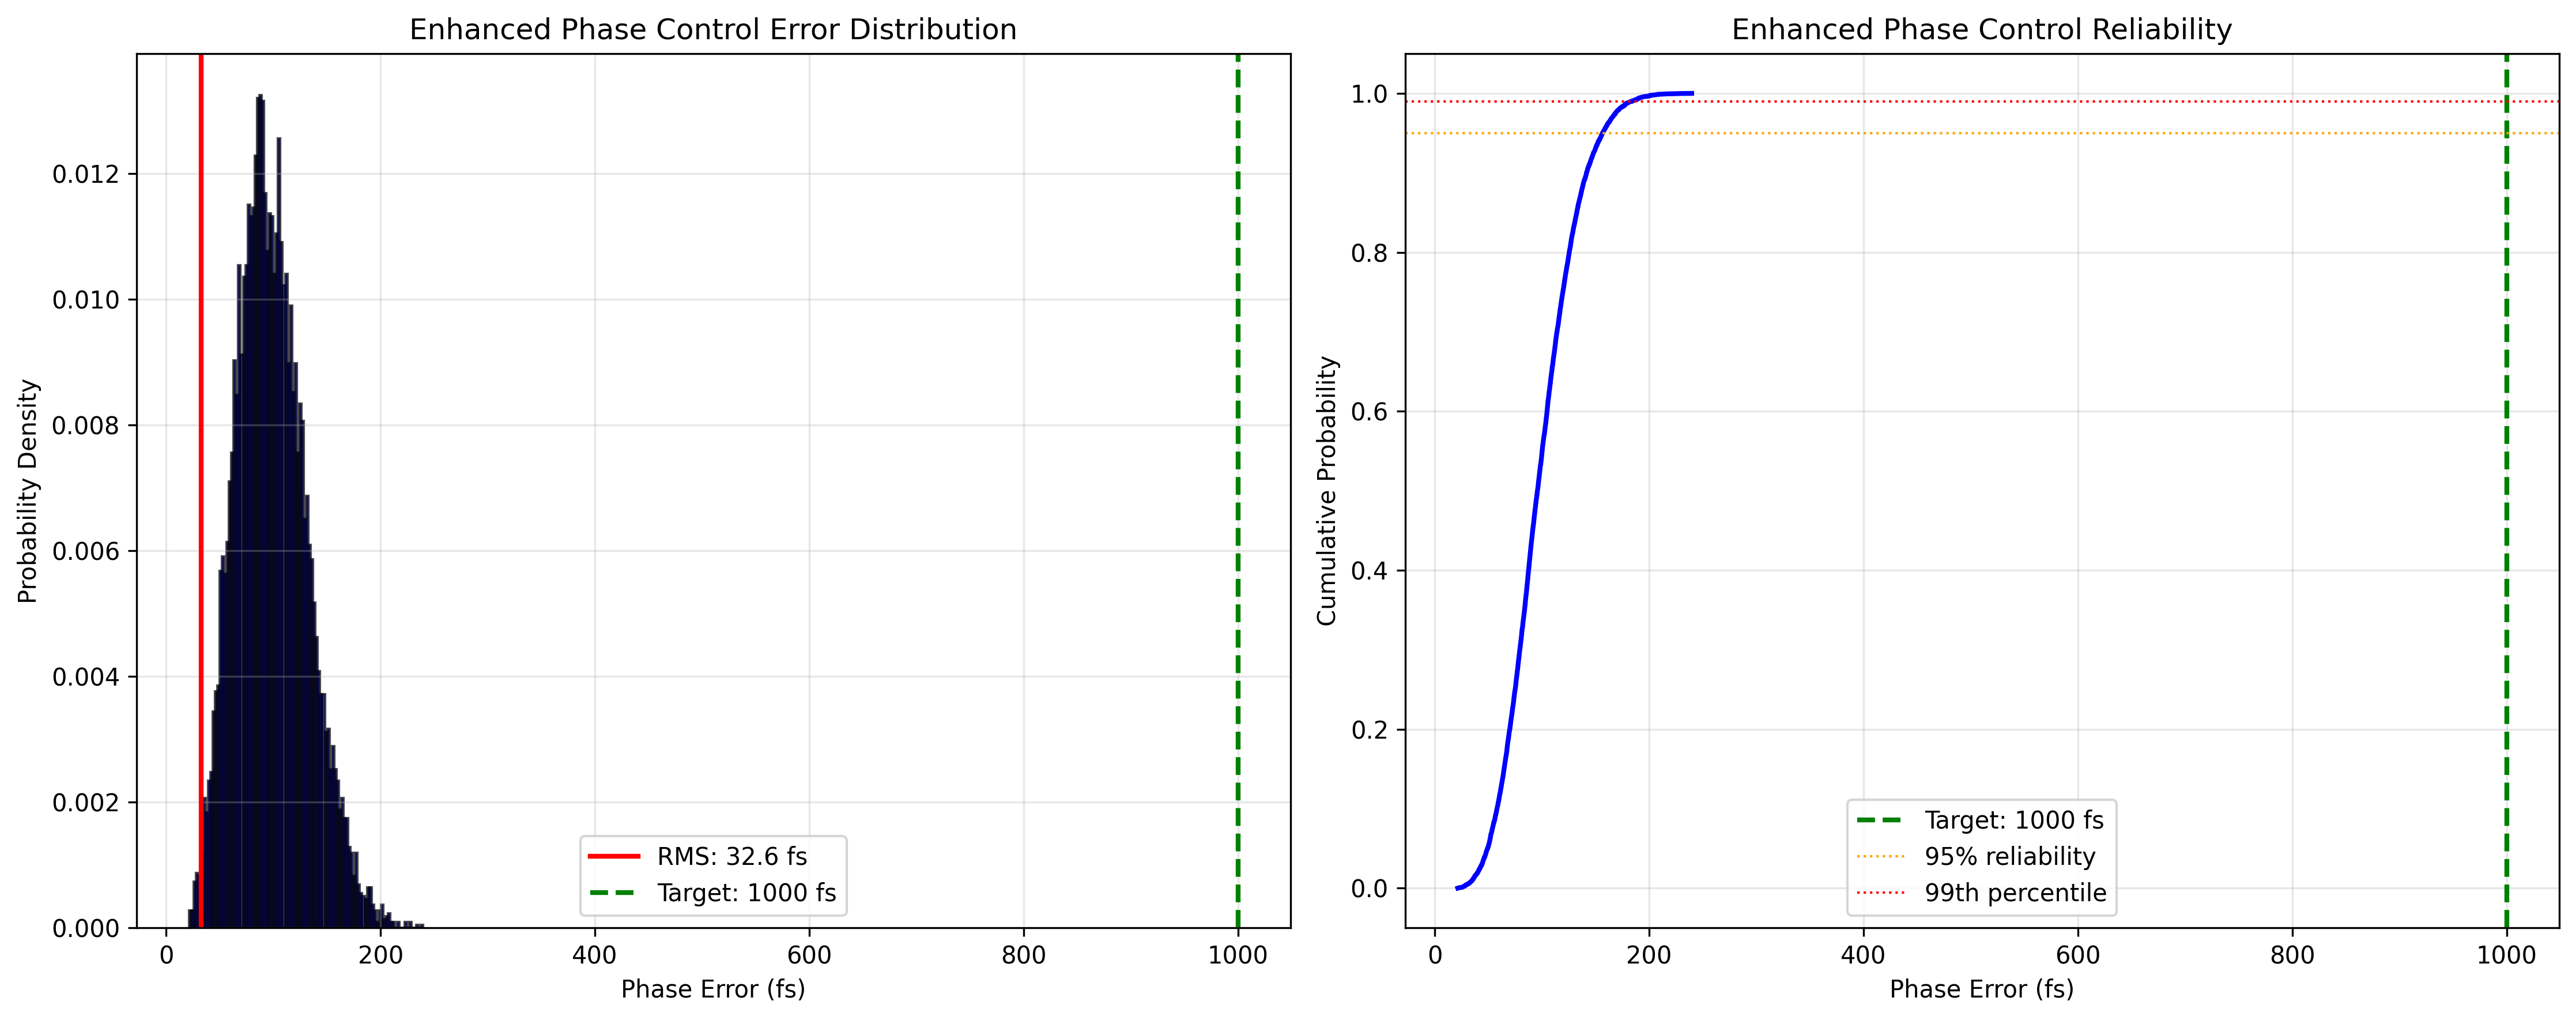 Enhanced Phase Control Error Distribution
Probability Density
0.012
0.010
0.008
0.006
0.004
0.002
0.000
0
200
400
600
800
1000
Phase Error (fs)
RMS: 32.6 fs
Target: 1000 fs
Enhanced Phase Control Reliability
Cumulative Probability
1.0
0.8
0.6
0.4
0.2
0.0
0
200
400
600
800
1000
Phase Error (fs)
Target: 1000 fs
95% reliability
99th percentile